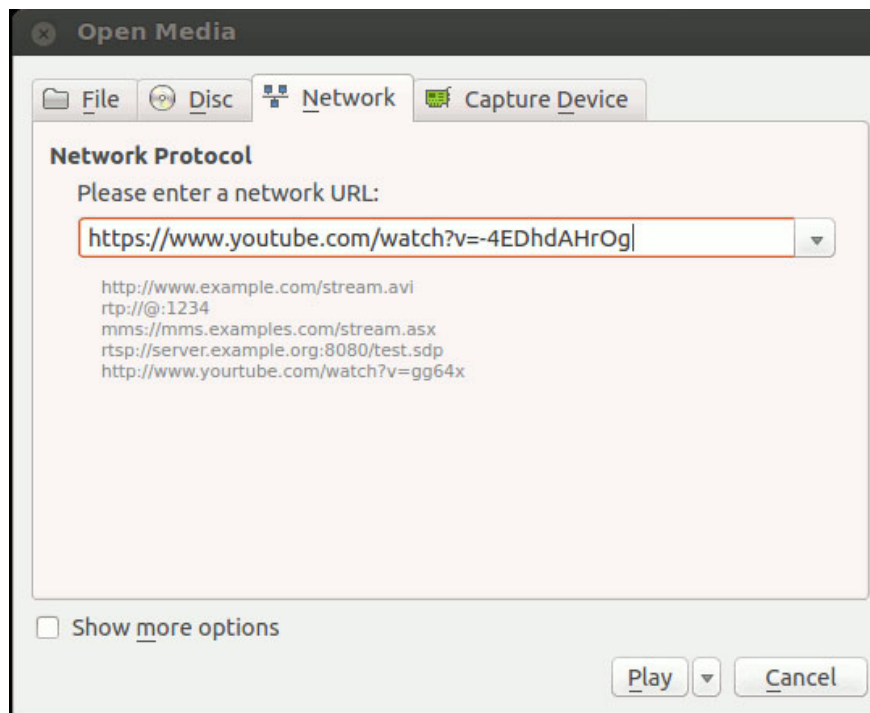 Open Media
File Disc Network Capture Device
Network Protocol
Please enter a network URL:
https://www.youtube.com/watch?v=-4EDhdAHrOg
http://www.example.com/stream.avi
rtp://@:1234
mms://mms.examples.com/stream.asx
rtsp://server.example.org:8080/test.sdp
http://www.yourtube.com/watch?v=gg64x
Show more options
Play Cancel